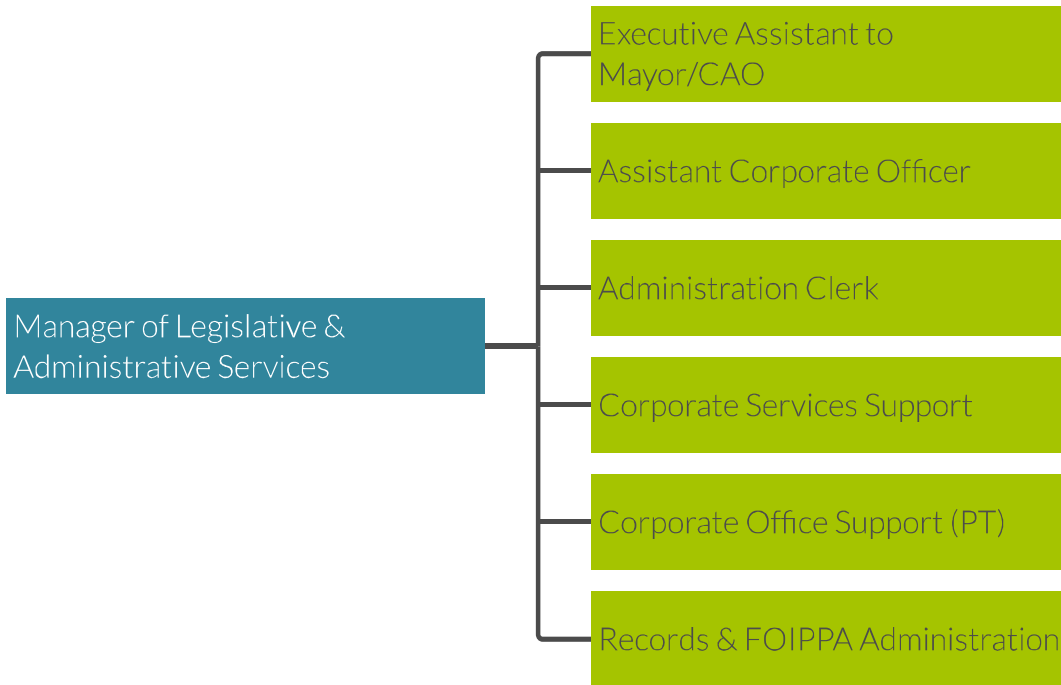 Executive Assistant to
Mayor/CAO
Assistant Corporate Officer
Administration Clerk
Manager of Legislative &
Administrative Services
Corporate Services Support
Corporate Office Support (PT)
Records & FOIPPA Administration